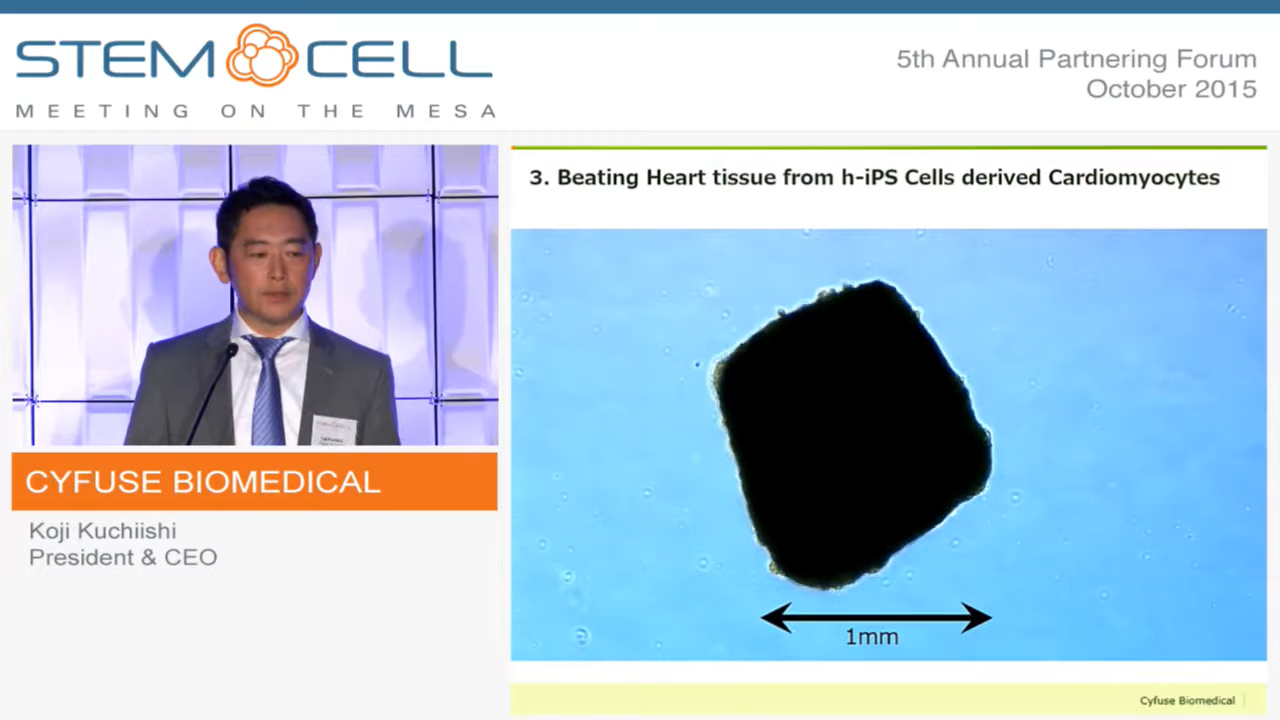 STEM CELL
MEETING ON THE MESA
5th Annual Partnering Forum
October 2015
3. Beating Heart tissue from h-iPS Cells derived Cardiomyocytes
1mm
CYFUSE BIOMEDICAL
Koji Kuchiishi
President & CEO
Cyfuse Biomedical